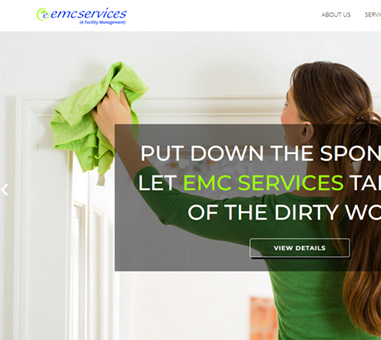 emcservices
(A Facility Management)
ABOUT US SERVI
PUT DOWN THE SPON
LET EMC SERVICES TA
OF THE DIRTY WO
VIEW DETAILS